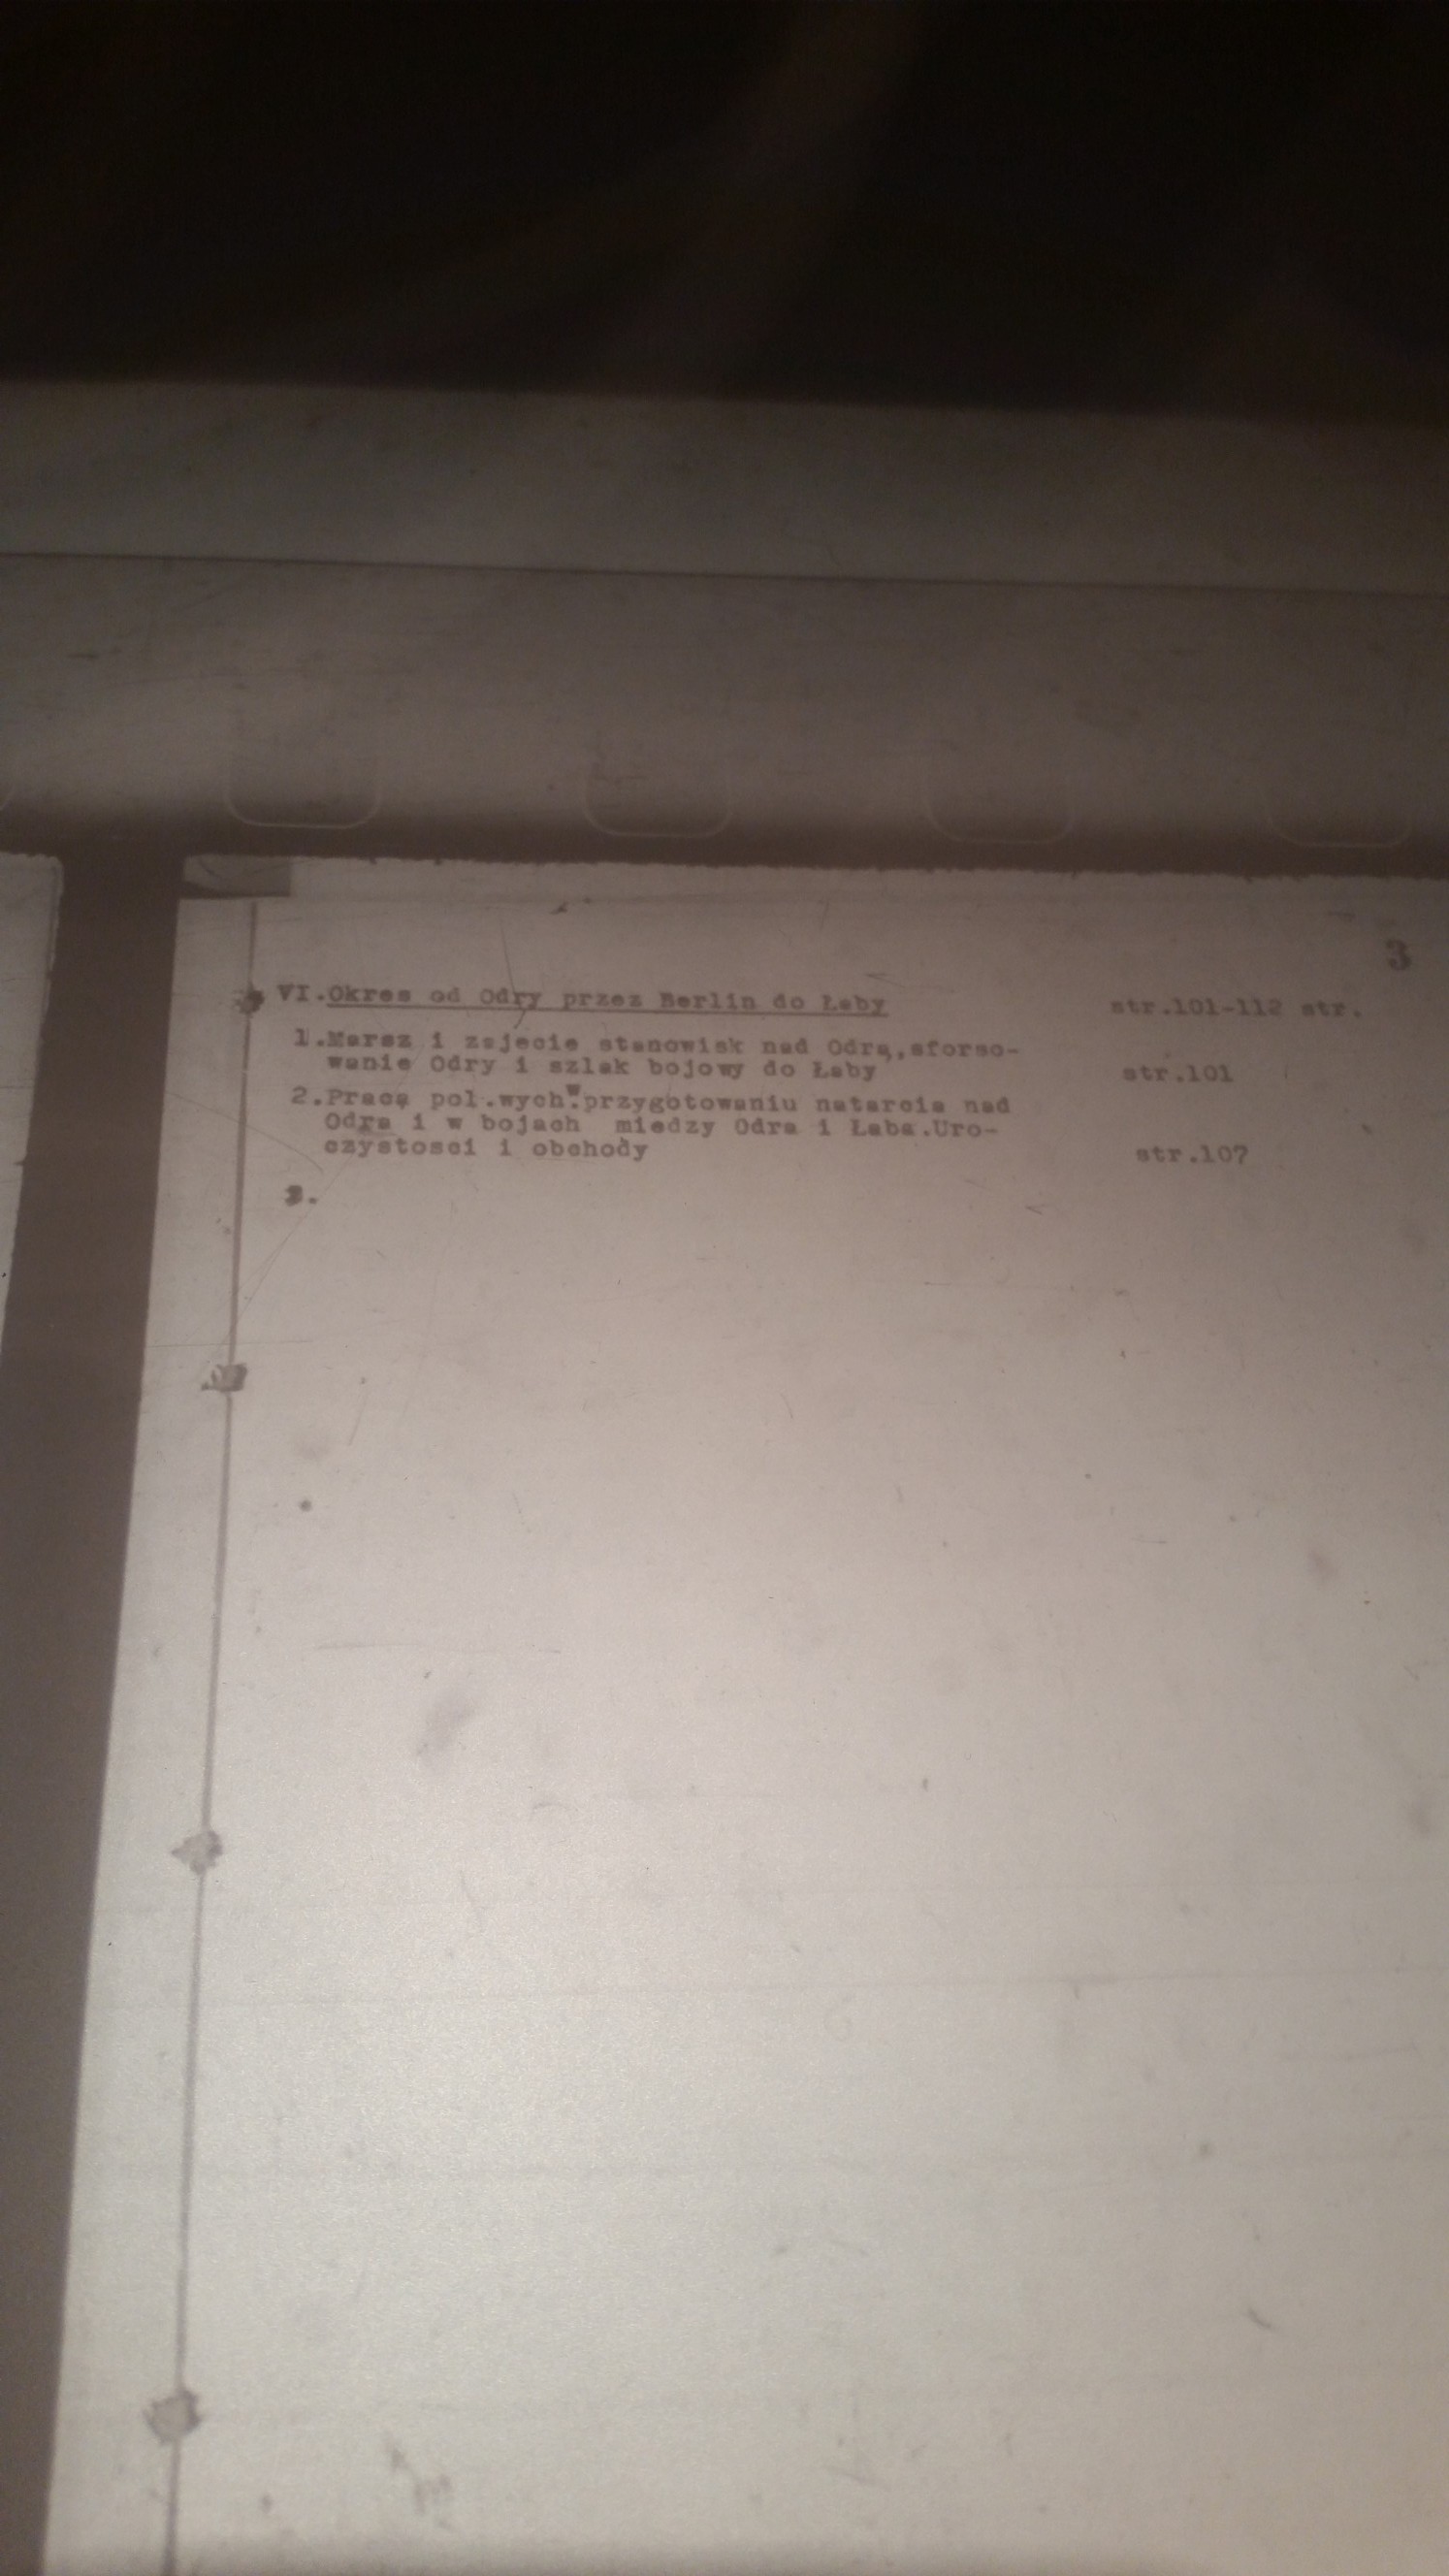 3
VI.Okres od Odry przez Berlin do Łaby str.101-112 str.
1.Marsz i zajecie stanowisk nad Odrą,sforso-
wanie Odry i szlak bojowy do Łaby str.101
2.Praca pol.wych.w przygotowaniu natarcia nad
Odra i w bojach miedzy Odra i Łaba.Uro-
czystosci i obchody str.107
3.